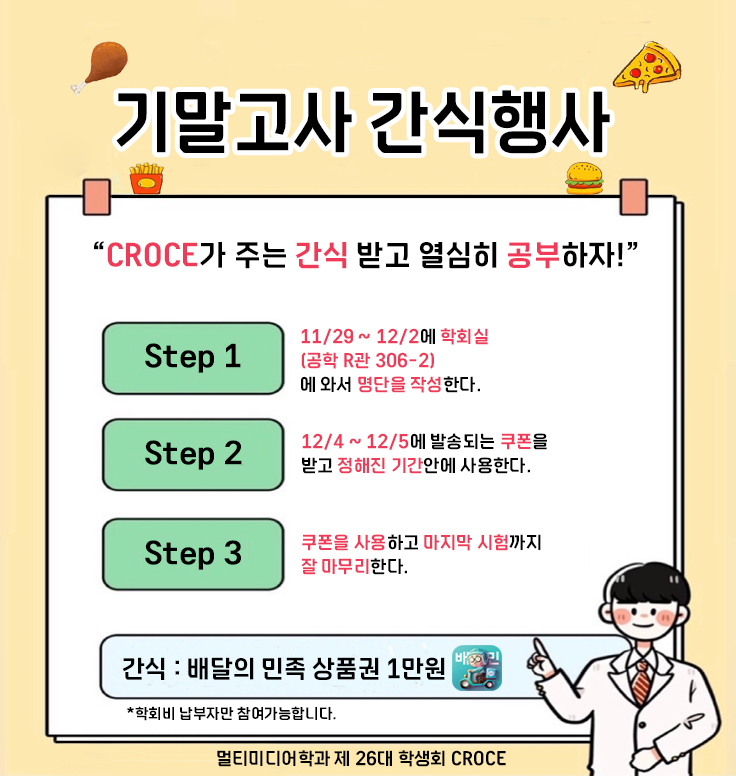 기말고사 간식행사
“CROCE가 주는 간식 받고 열심히 공부하자!”
Step 1
11/29 ~ 12/2에 학회실
(공학 R관 306-2)
에 와서 명단을 작성한다.
Step 2
12/4 ~ 12/5에 발송되는 쿠폰을
받고 정해진 기간안에 사용한다.
Step 3
쿠폰을 사용하고 마지막 시험까지
잘 마무리한다.
간식 : 배달의 민족 상품권 1만원
배민
*학회비 납부자만 참여가능합니다.
멀티미디어학과 제 26대 학생회 CROCE